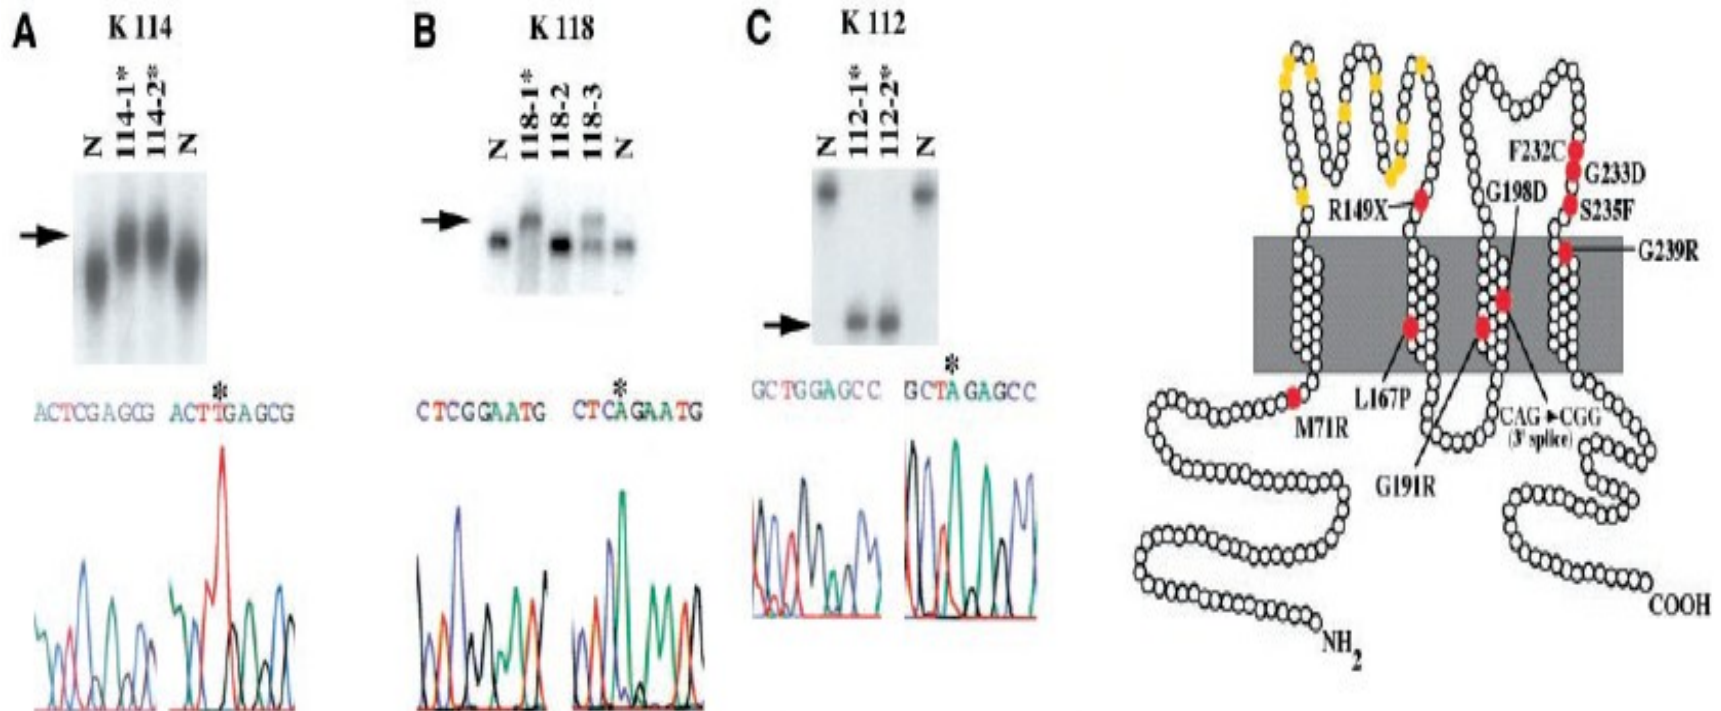 A
K 114
N
114-1*
114-2*
N
ACTCGAGCG
*
ACTTGAGCG
B
K 118
N
118-1*
118-2
118-3
N
CTCGGAATG
*
CTCAGAATG
C
K 112
N
112-1*
112-2*
N
GCTGGAGCC
*
GCTAGAGCC
F232C
G233D
G198D
R149X
S235F
G239R
L167P
CAG►CGG
(3' splice)
M71R
G191R
COOH
NH2